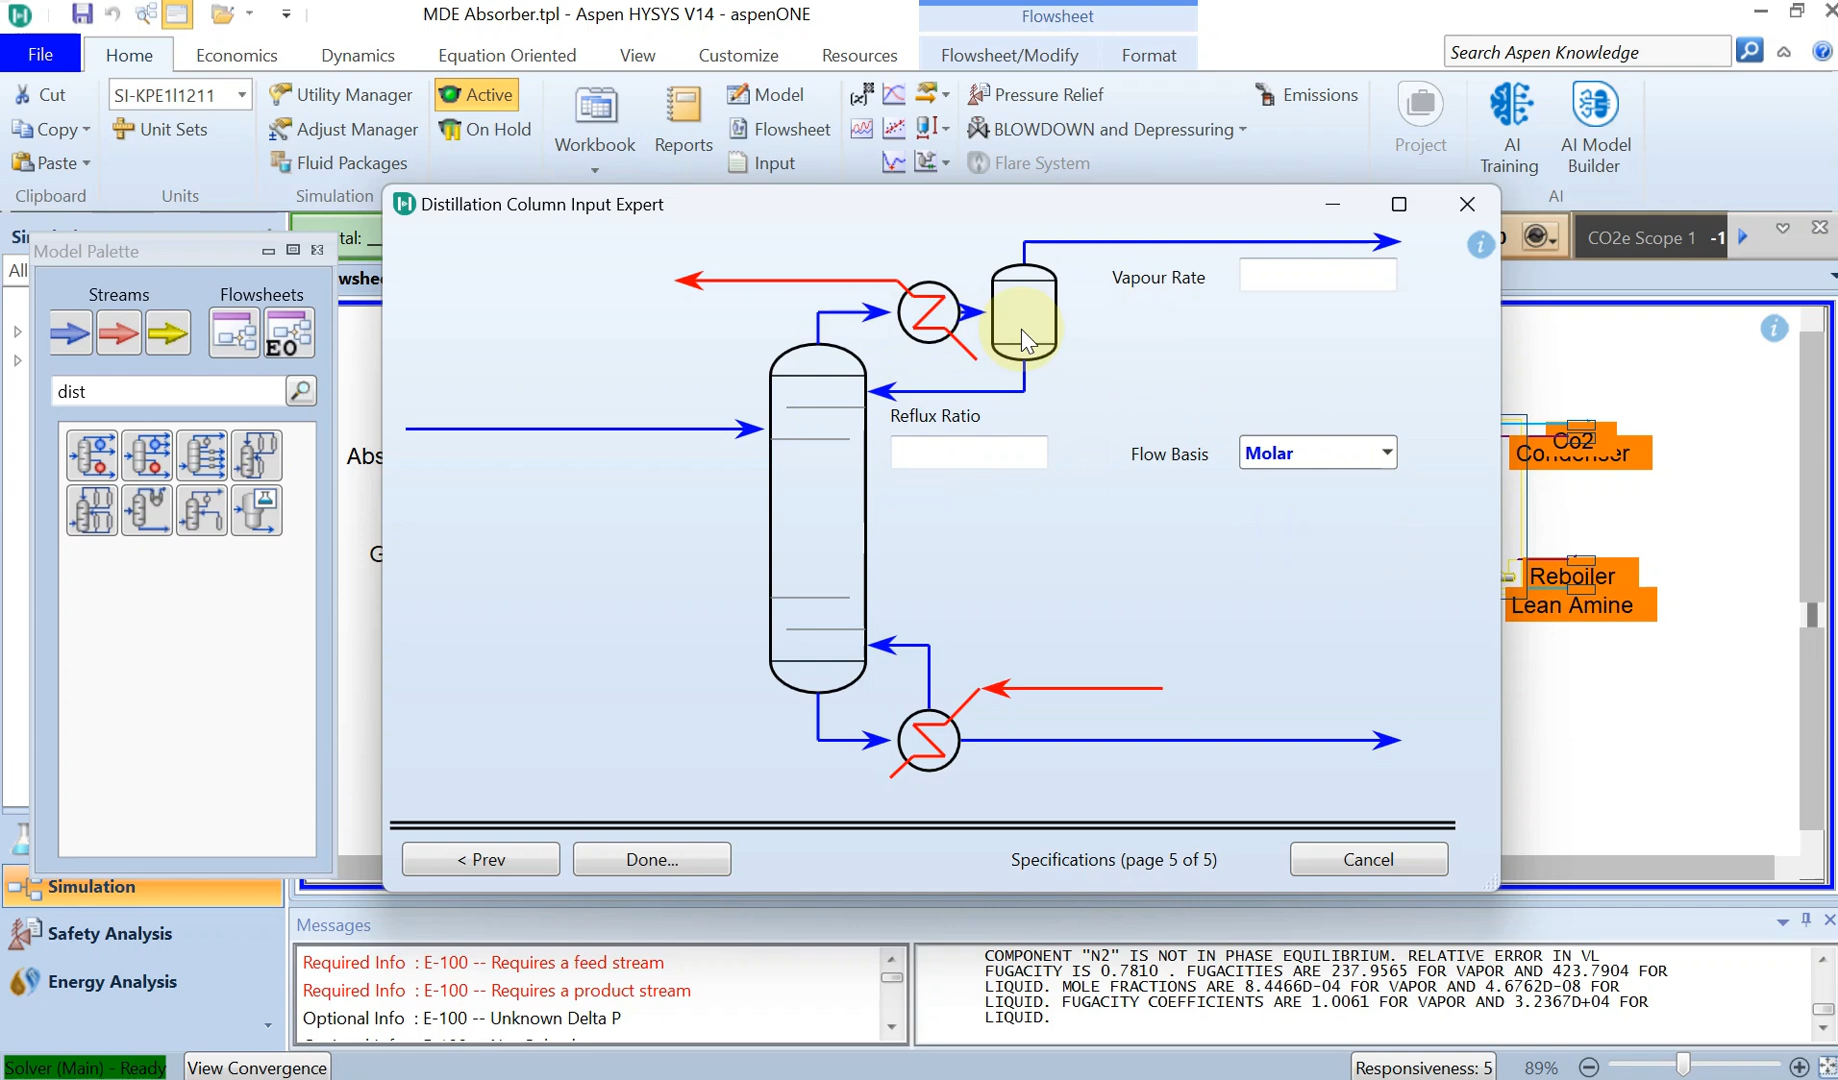 MDE Absorber.tpl - Aspen HYSYS V14 - aspenONE
Flowsheet
File
Home
Economics
Dynamics
Equation Oriented
View
Customize
Resources
Flowsheet/Modify
Format
Search Aspen Knowledge
Cut
SI-KPE1I1211
Utility Manager
Active
Model
Pressure Relief
Emissions
Copy
Unit Sets
Adjust Manager
On Hold
Workbook
Reports
Flowsheet
BLOWDOWN and Depressuring
Project
AI Training
AI Model Builder
Paste
Fluid Packages
Input
Flare System
Clipboard
Units
Simulation
AI
Distillation Column Input Expert
CO2e Scope 1
-1
Model Palette
tal:
All
Streams
Flowsheets
EO
dist
Vapour Rate
Reflux Ratio
Flow Basis
Molar
Abs
G
Co2
Condenser
Reboiler
Lean Amine
< Prev
Done...
Specifications (page 5 of 5)
Cancel
Simulation
Safety Analysis
Energy Analysis
Messages
Required Info : E-100 -- Requires a feed stream
Required Info : E-100 -- Requires a product stream
Optional Info : E-100 -- Unknown Delta P
COMPONENT "N2" IS NOT IN PHASE EQUILIBRIUM. RELATIVE ERROR IN VL
FUGACITY IS 0.7810 . FUGACITIES ARE 237.9565 FOR VAPOR AND 423.7904 FOR
LIQUID. MOLE FRACTIONS ARE 8.4466D-04 FOR VAPOR AND 4.6762D-08 FOR
LIQUID. FUGACITY COEFFICIENTS ARE 1.0061 FOR VAPOR AND 3.2367D+04 FOR
LIQUID.
Solver (Main) - Ready
View Convergence
Responsiveness: 5
89%